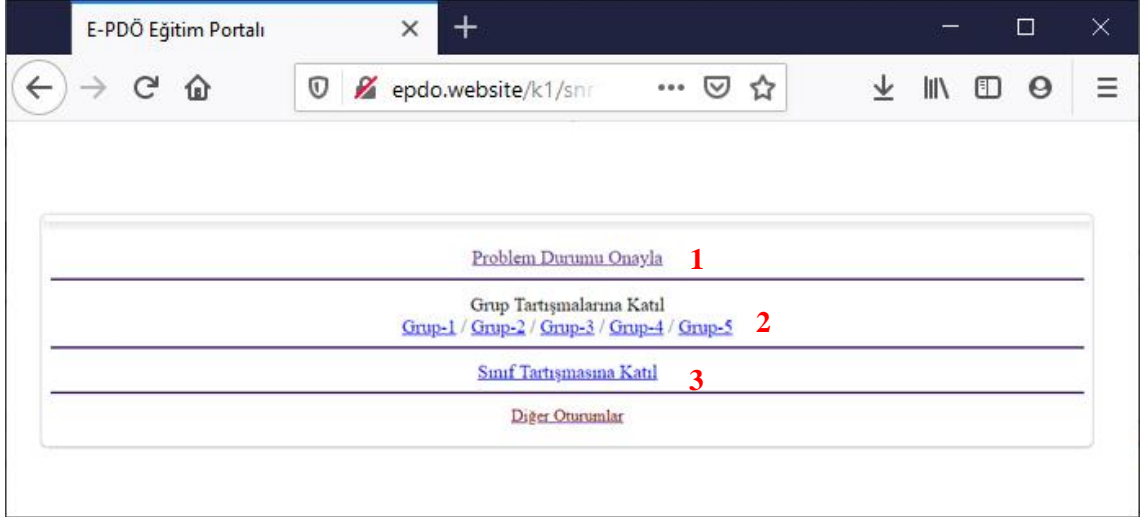 E-PDÖ Eğitim Portalı
epdo.website/k1/snr
Problem Durumu Onayla 1
Grup Tartışmalarına Katıl
Grup-1 / Grup-2 / Grup-3 / Grup-4 / Grup-5 2
Sınıf Tartışmasına Katıl 3
Diğer Oturumlar